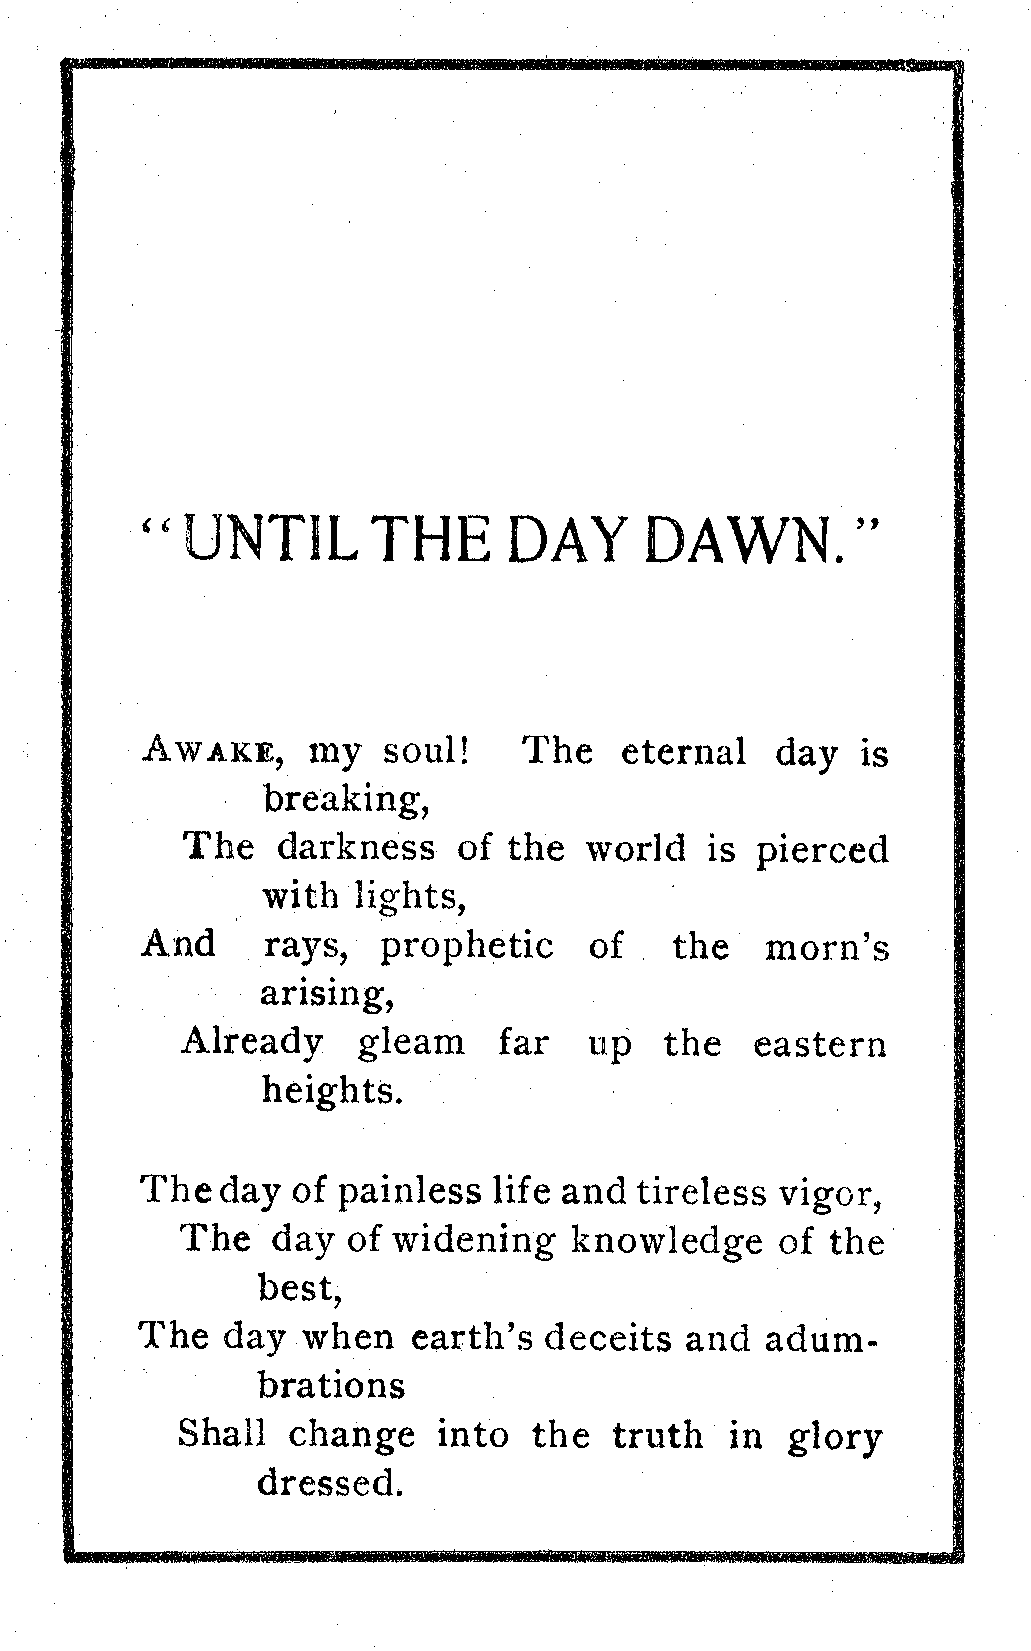 “UNTIL THE DAY DAWN.”
AWAKE, my soul! The eternal day is
breaking,
The darkness of the world is pierced
with lights,
And rays, prophetic of the morn’s
arising,
Already gleam far up the eastern
heights.
The day of painless life and tireless vigor,
The day of widening knowledge of the
best,
The day when earth’s deceits and adum-
brations
Shall change into the truth in glory
dressed.